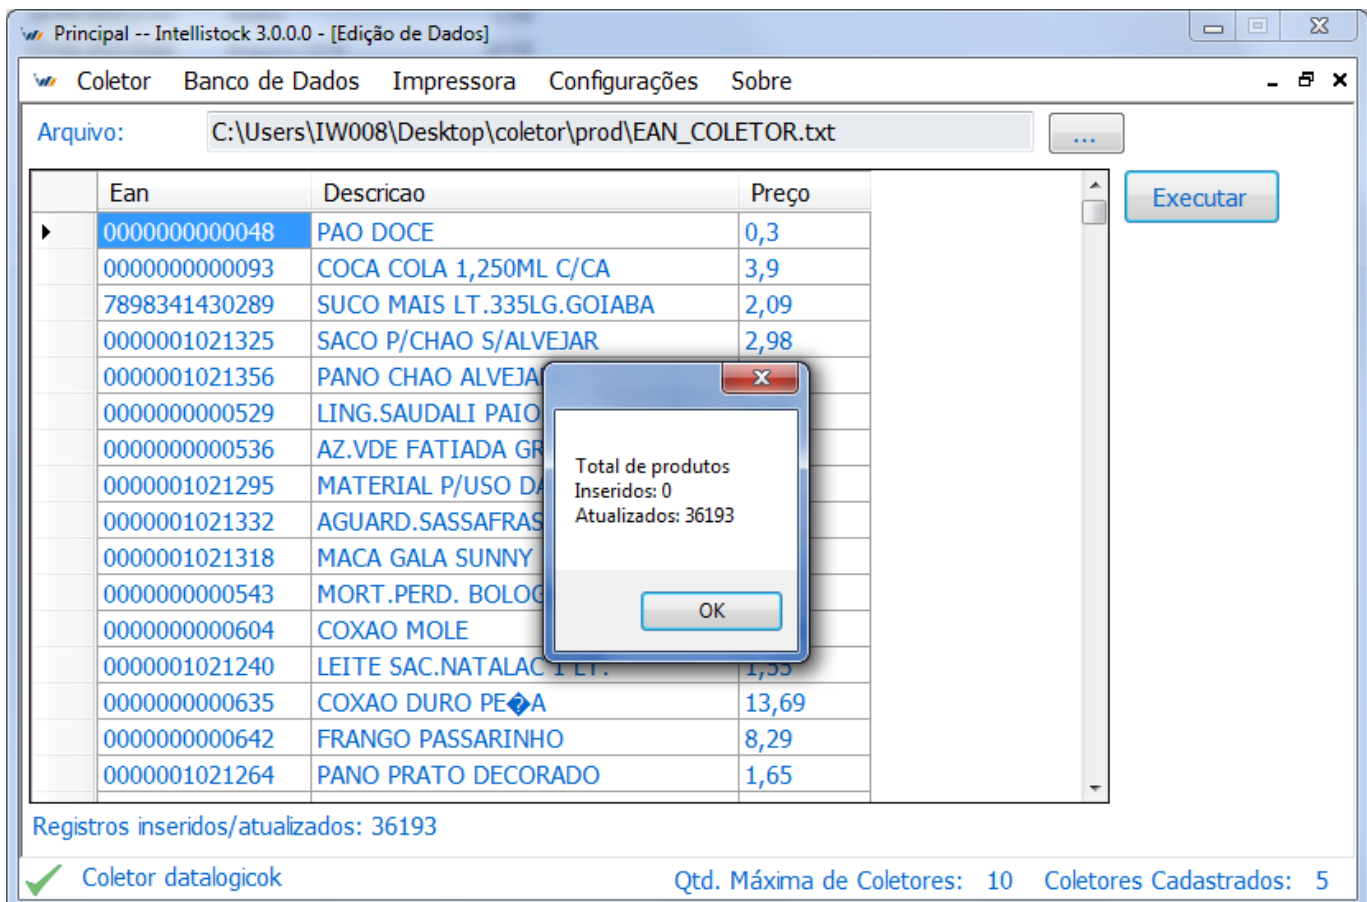 Principal -- Intellistock 3.0.0.0 - [Edição de Dados]
Coletor Banco de Dados Impressora Configurações Sobre
Arquivo: C:\Users\IW008\Desktop\coletor\prod\EAN_COLETOR.txt ...
Ean Descricao Preço
Executar
0000000000048 PAO DOCE 0,3
0000000000093 COCA COLA 1,250ML C/CA 3,9
7898341430289 SUCO MAIS LT.335LG.GOIABA 2,09
0000001021325 SACO P/CHAO S/ALVEJAR 2,98
0000001021356 PANO CHAO ALVEJA
0000000000529 LING.SAUDALI PAIO
0000000000536 AZ.VDE FATIADA GR
0000001021295 MATERIAL P/USO DA
0000001021332 AGUARD.SASSAFRAS
0000001021318 MACA GALA SUNNY
0000000000543 MORT.PERD. BOLOG
0000000000604 COXAO MOLE
0000001021240 LEITE SAC.NATALAC 1 LT. 1,55
0000000000635 COXAO DURO PE�A 13,69
0000000000642 FRANGO PASSARINHO 8,29
0000001021264 PANO PRATO DECORADO 1,65
Total de produtos
Inseridos: 0
Atualizados: 36193
OK
Registros inseridos/atualizados: 36193
Coletor datalogicok Qtd. Máxima de Coletores: 10 Coletores Cadastrados: 5